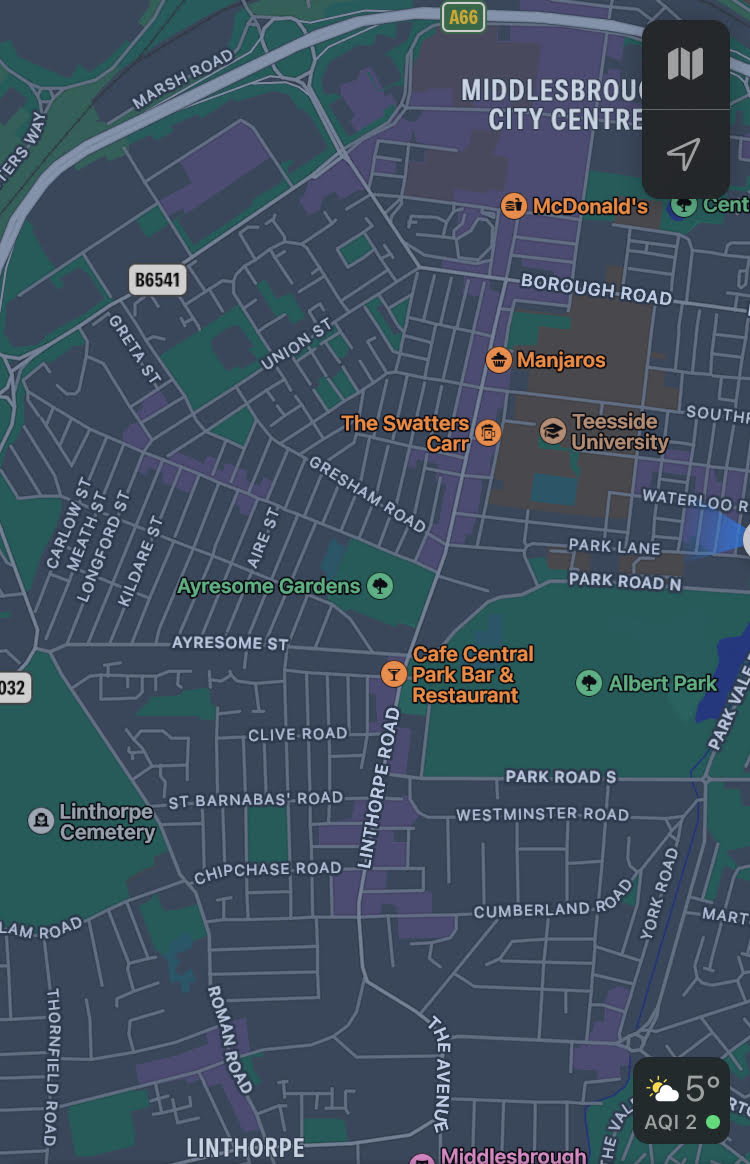 A66
MARSH ROAD
MIDDLESBROU
CITY CENTRE
TERS WAY
McDonald's
Cent
B6541
BOROUGH ROAD
GRETA ST
UNION ST
Manjaros
The Swatters
Carr
Teesside
University
SOUTHF
GRESHAM ROAD
WATERLOO R
CARLOW ST
MEATH ST
LONGFORD ST
KILDARE ST
AIRE ST
PARK LANE
PARK ROAD N
Ayresome Gardens
AYRESOME ST
Cafe Central
Park Bar &
Restaurant
Albert Park
032
PARK VALE
CLIVE ROAD
LINTHORPE ROAD
PARK ROAD S
ST BARNABAS' ROAD
WESTMINSTER ROAD
Linthorpe
Cemetery
CHIPCHASE ROAD
CUMBERLAND ROAD
YORK ROAD
MART
LAM ROAD
THORNFIELD ROAD
ROMAN ROAD
THE AVENUE
5°
AQI 2
THE VALE
LINTHORPE
Middlesbrough